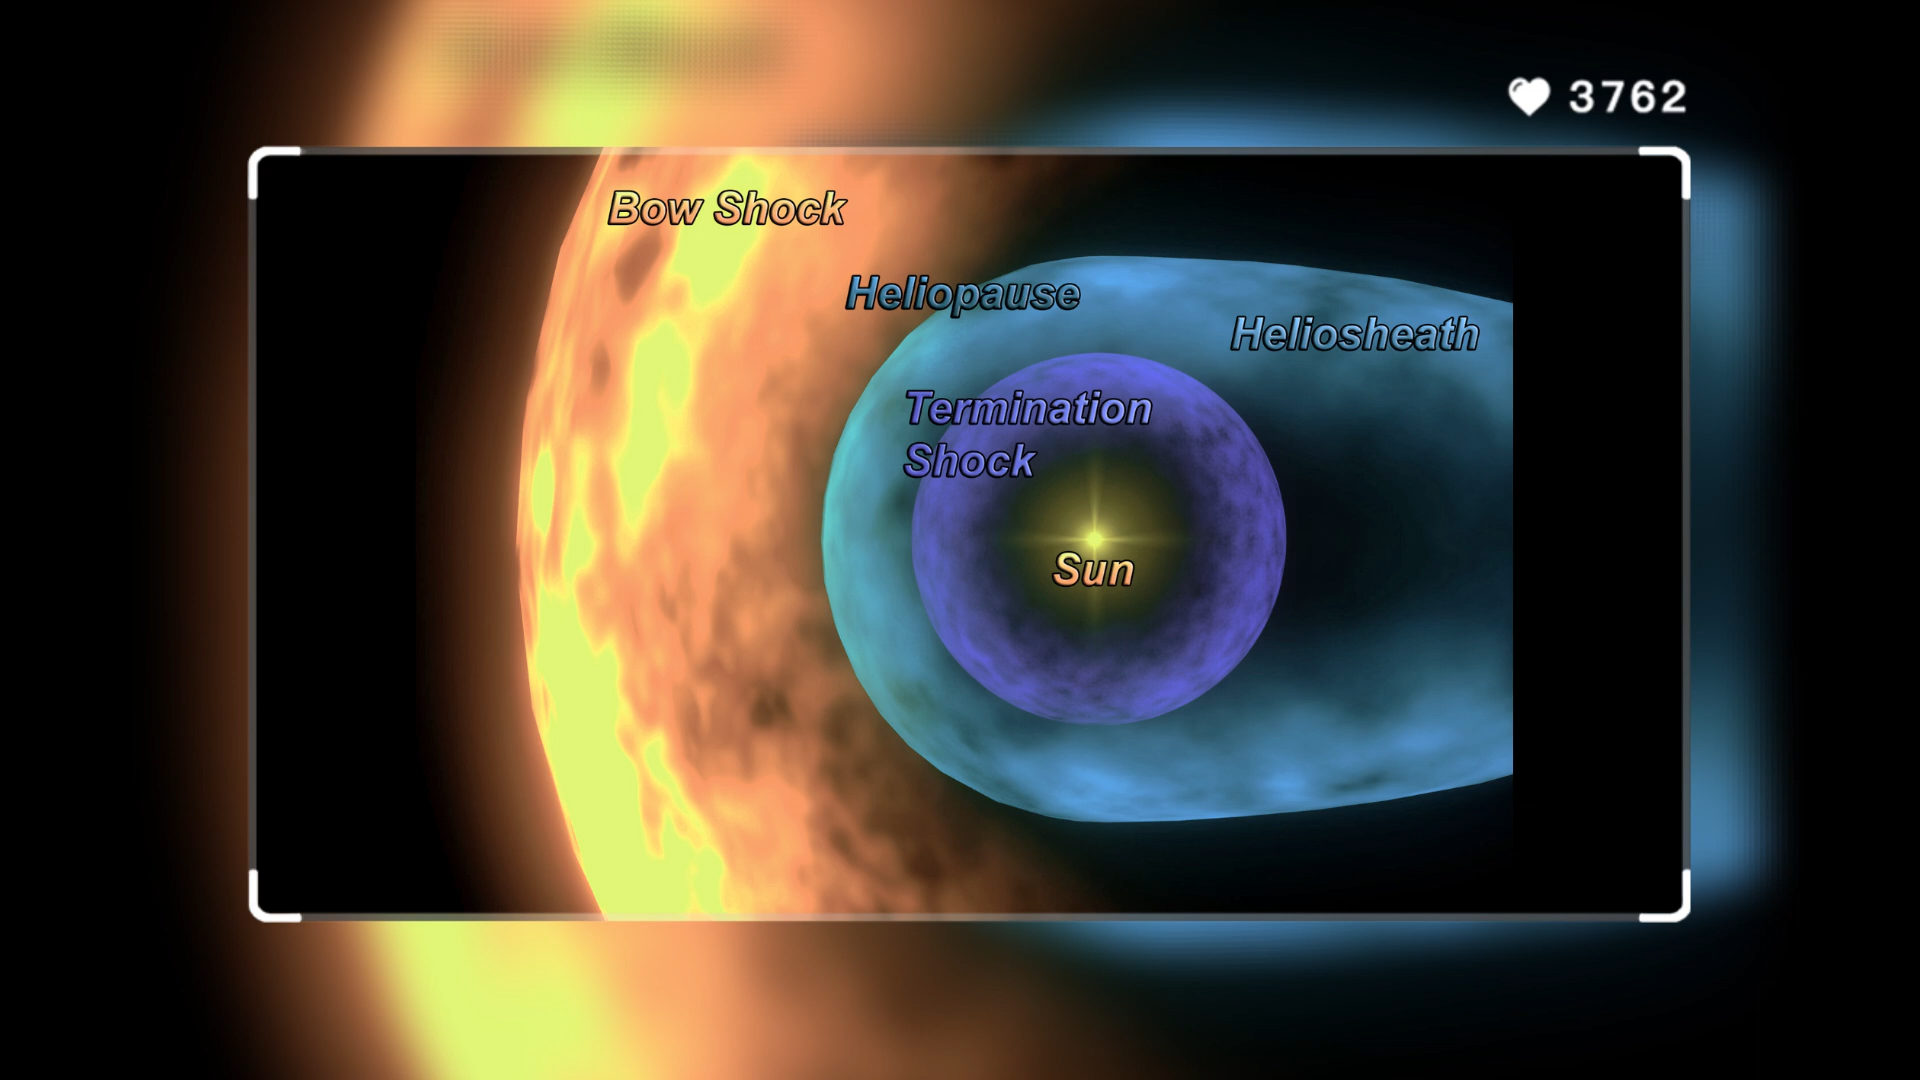 3762
Bow Shock
Heliopause
Heliosheath
Termination
Shock
Sun